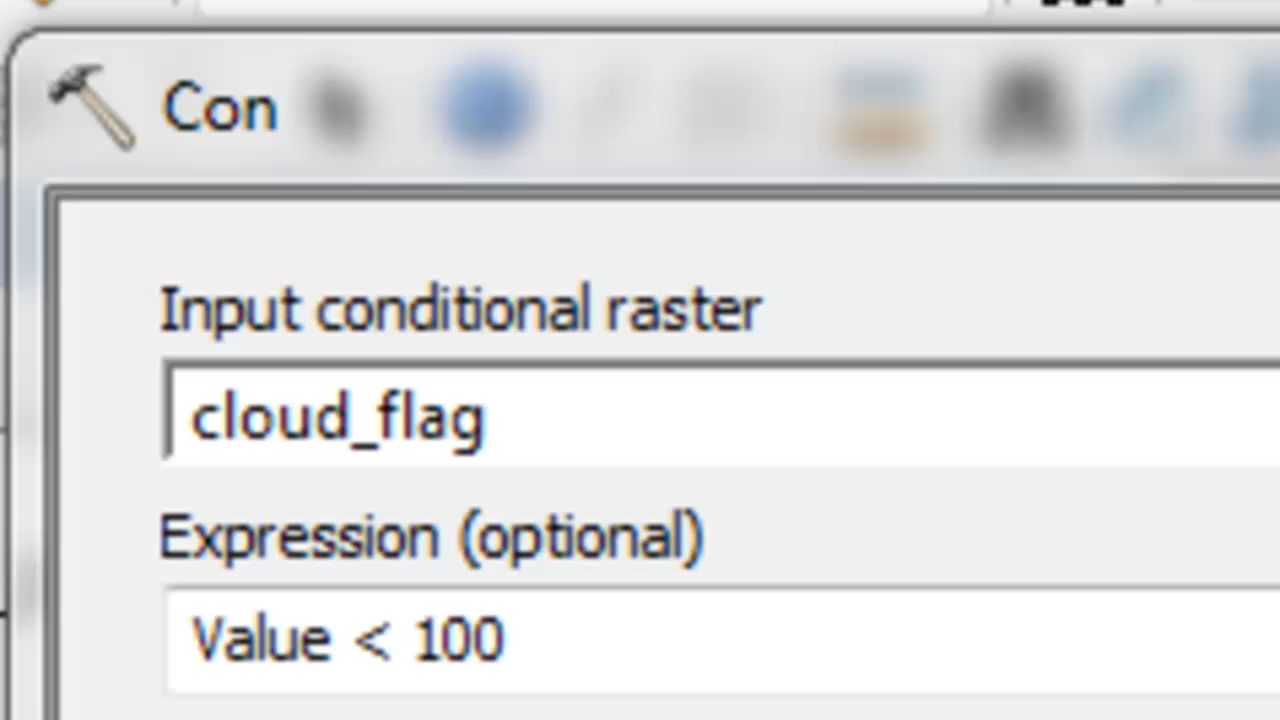 Con
Input conditional raster
cloud_flag
Expression (optional)
Value < 100